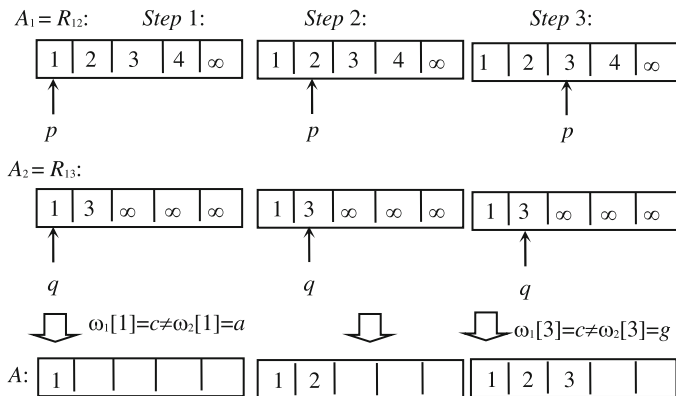 A₁ = R₁₂: Step 1: Step 2: Step 3:
1 2 3 4 ∞ 1 2 3 4 ∞ 1 2 3 4 ∞
p p p
A₂ = R₁₃:
1 3 ∞ ∞ ∞ 1 3 ∞ ∞ ∞ 1 3 ∞ ∞ ∞
q q q
ω₁[1]=c≠ω₂[1]=a ω₁[3]=c≠ω₂[3]=g
A: 1 1 2 1 2 3